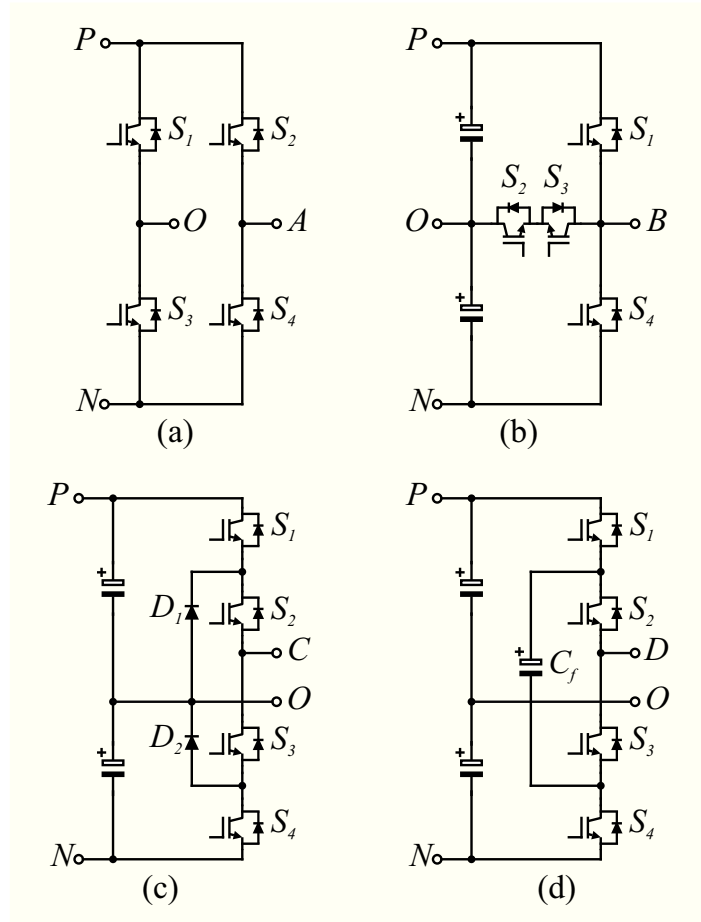 P
S1
S2
O
A
S3
S4
N
(a)
P
+
S1
S2
S3
O
B
+
S4
N
(b)
P
S1
+
D1
S2
C
O
D2
+
S3
S4
N
(c)
P
S1
+
S2
+
Cf
D
O
+
S3
S4
N
(d)